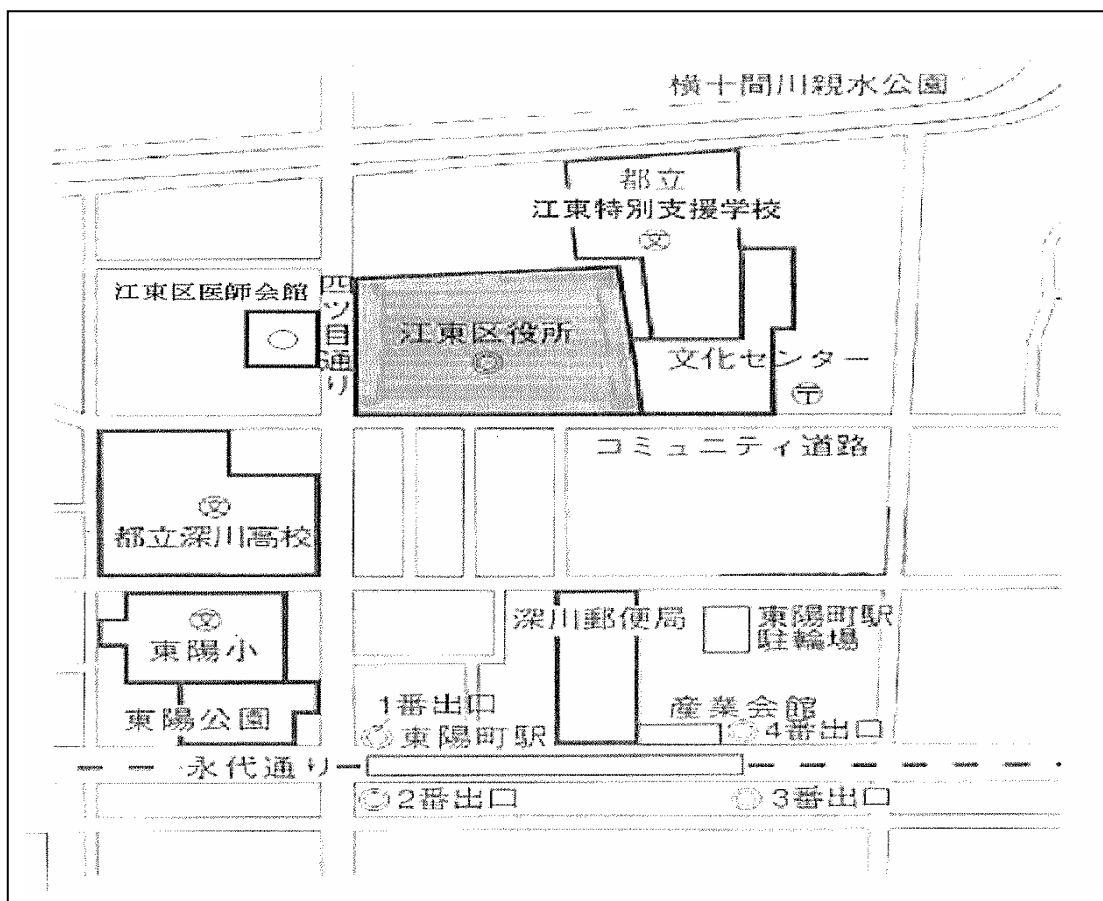 横十間川親水公園
都立
江東特別支援学校
文
江東区医師会館
四ツ目通り
江東区役所
文化センター
〒
コミュニティ道路
文
都立深川高校
文
東陽小
深川郵便局
東陽町駅
駐輪場
東陽公園
1番出口
東陽町駅
産業会館
4番出口
永代通り
2番出口
3番出口